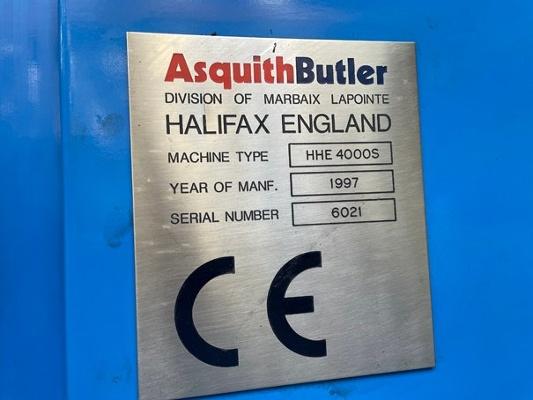 AsquithButler
DIVISION OF MARBAIX LAPOINTE
HALIFAX ENGLAND
MACHINE TYPE HHE 4000S
YEAR OF MANF. 1997
SERIAL NUMBER 6021
CE